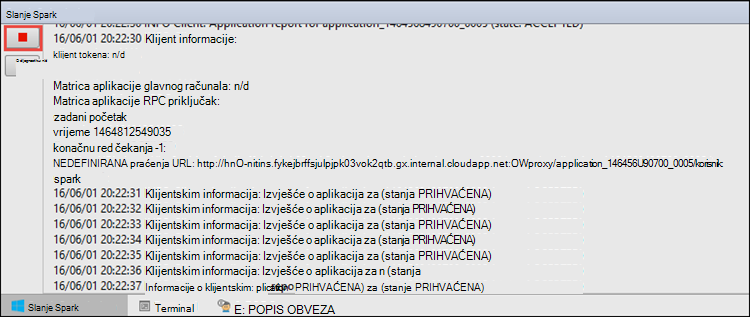 Slanje Spark
16/06/01 20:22:30 INFO Client: Application report for application_1464566490700_0005 (state: ACCEPTED)
16/06/01 20:22:30 Klijent informacije:
klijent tokena: n/d
Matrica aplikacije glavnog računala: n/d
Matrica aplikacije RPC priključak:
zadani početak
vrijeme 1464812549035
konačnu red čekanja -1:
NEDEFINIRANA praćenja URL: http://hnO-nitins.fykejbrffsjulpjpk03vok2qtb.gx.internal.cloudapp.net:OWproxy/application_146456U90700_0005/korisnik:
spark
16/06/01 20:22:31 Klijentskim informacija: Izvješće o aplikacija za (stanja PRIHVAĆENA)
16/06/01 20:22:32 Klijentskim informacija: Izvješće o aplikacija za (stanja PRIHVAĆENA)
16/06/01 20:22:33 Klijentskim informacija: Izvješće o aplikacija za (stanja PRIHVAĆENA)
16/06/01 20:22:34 Klijentskim informacija: Izvješće o aplikacija za (stanja PRIHVAĆENA)
16/06/01 20:22:35 Klijentskim informacija: Izvješće o aplikacija za (stanja PRIHVAĆENA)
16/06/01 20:22:36 Klijentskim informacija: Izvješće o aplikacija za n (stanja
16/06/01 20:22:37 Informacije o klijentskim: plication PRIHVAĆENA) za (stanje PRIHVAĆENA)
Slanje Spark Terminal E: POPIS OBVEZA